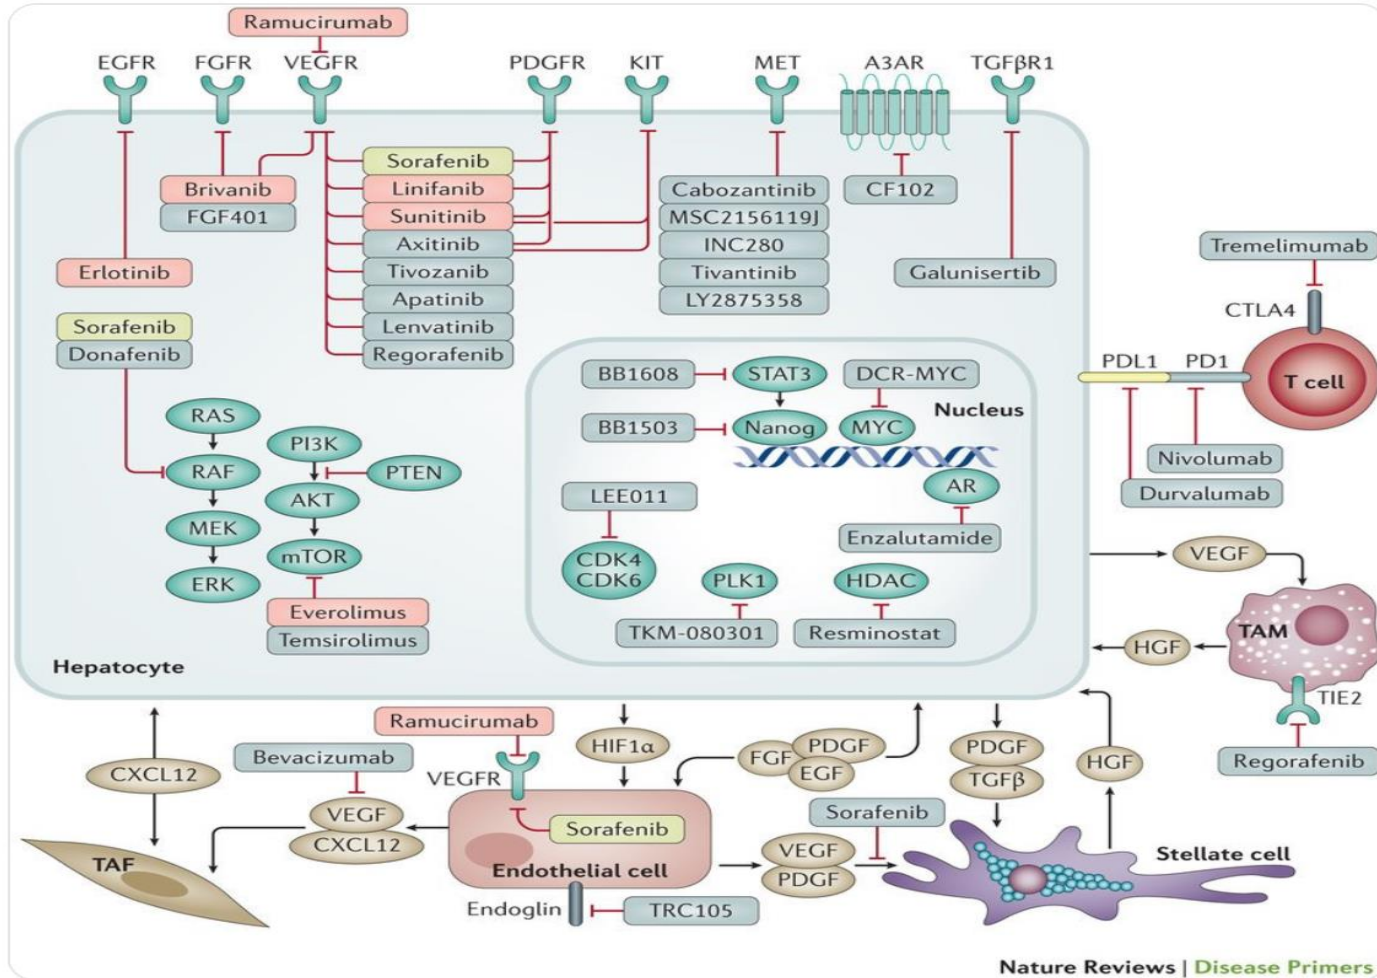 Ramucirumab
EGFR
FGFR
VEGFR
PDGFR
KIT
MET
A3AR
TGFβR1
Sorafenib
Linifanib
Sunitinib
Axitinib
Tivozanib
Apatinib
Lenvatinib
Regorafenib
Brivanib
FGF401
Erlotinib
Cabozantinib
MSC2156119J
INC280
Tivantinib
LY2875358
CF102
Galunisertib
Tremelimumab
CTLA4
PDL1
PD1
T cell
Nivolumab
Durvalumab
Sorafenib
Donafenib
RAS
RAF
MEK
ERK
PI3K
PTEN
AKT
mTOR
Everolimus
Temsirolimus
Hepatocyte
BB1608
STAT3
DCR-MYC
Nucleus
BB1503
Nanog
MYC
LEE011
AR
Enzalutamide
CDK4
CDK6
PLK1
HDAC
TKM-080301
Resminostat
VEGF
TAM
HGF
TIE2
Regorafenib
Ramucirumab
Bevacizumab
VEGFR
HIF1α
FGF
PDGF
EGF
PDGF
TGFβ
HGF
CXCL12
VEGF
CXCL12
Sorafenib
Endothelial cell
Sorafenib
VEGF
PDGF
Stellate cell
TAF
Endoglin
TRC105
Nature Reviews | Disease Primers